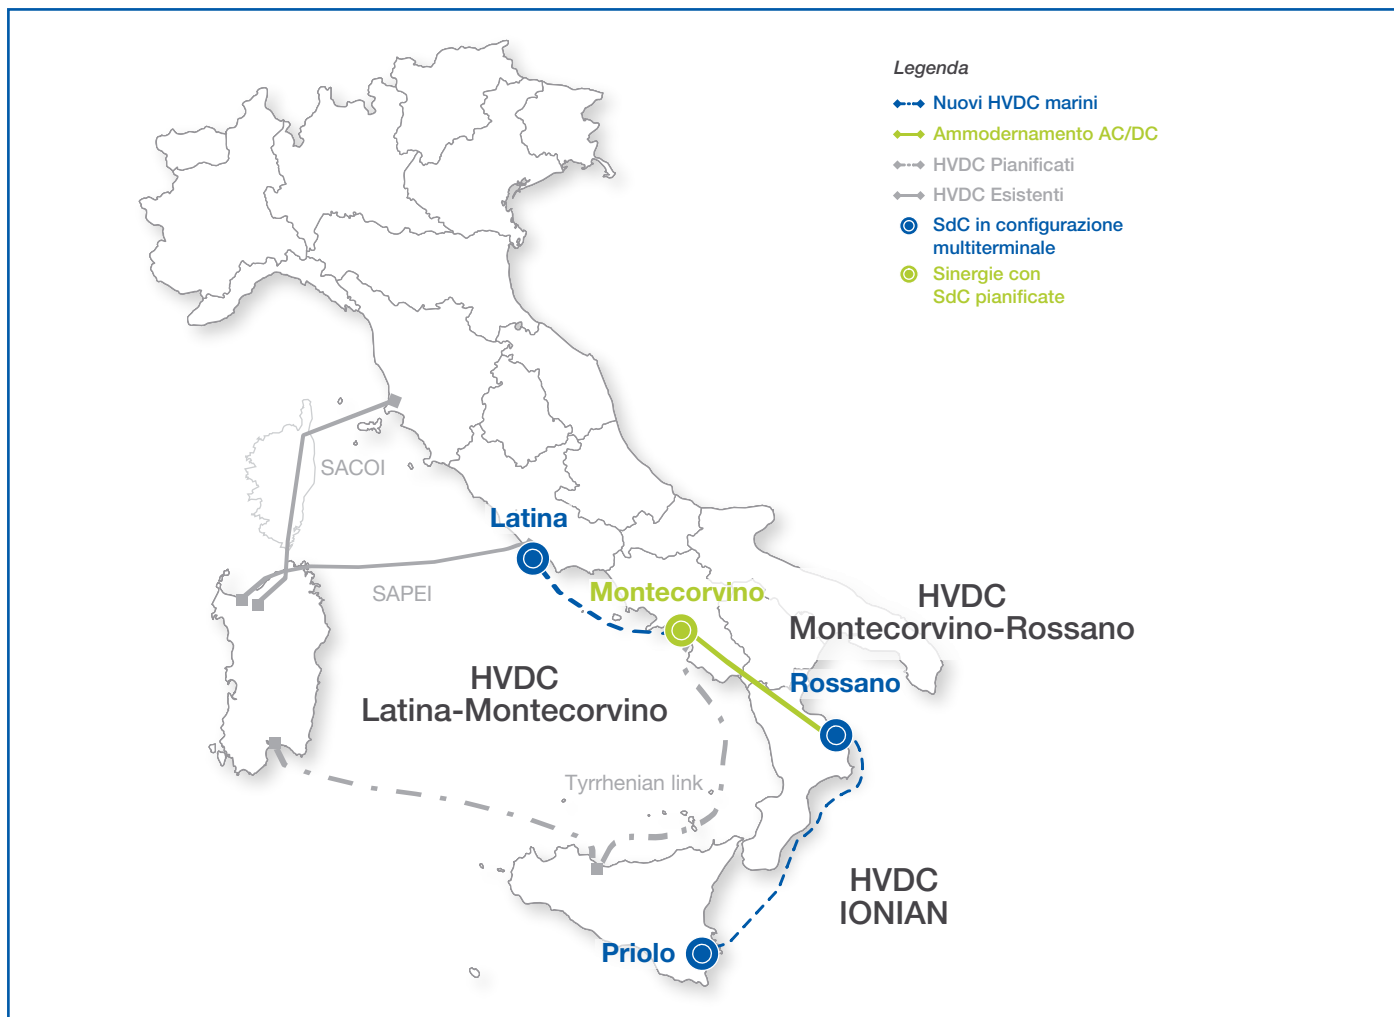 Legenda
Nuovi HVDC marini
Ammodernamento AC/DC
HVDC Pianificati
HVDC Esistenti
SdC in configurazione
multiterminale
Sinergie con
SdC pianificate
SACOI
Latina
SAPEI
Montecorvino
HVDC
Montecorvino-Rossano
HVDC
Latina-Montecorvino
Rossano
Tyrrhenian link
HVDC
IONIAN
Priolo